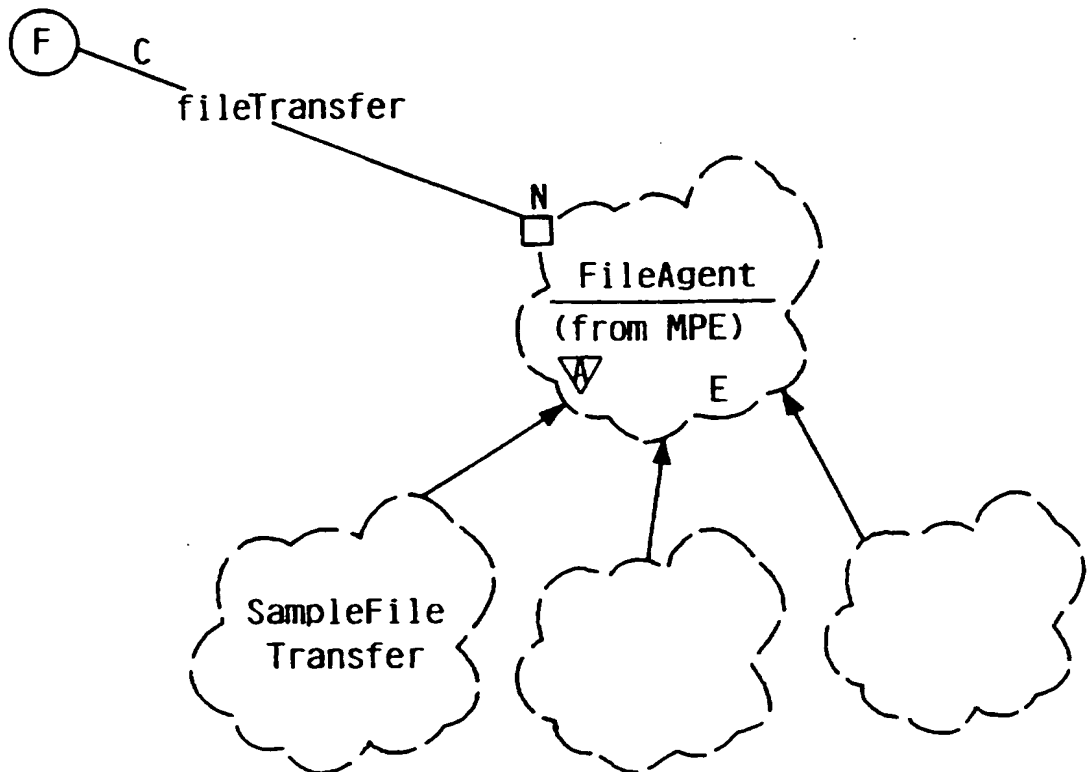 F
C
fileTransfer
N
FileAgent
(from MPE)
A
E
SampleFile
Transfer